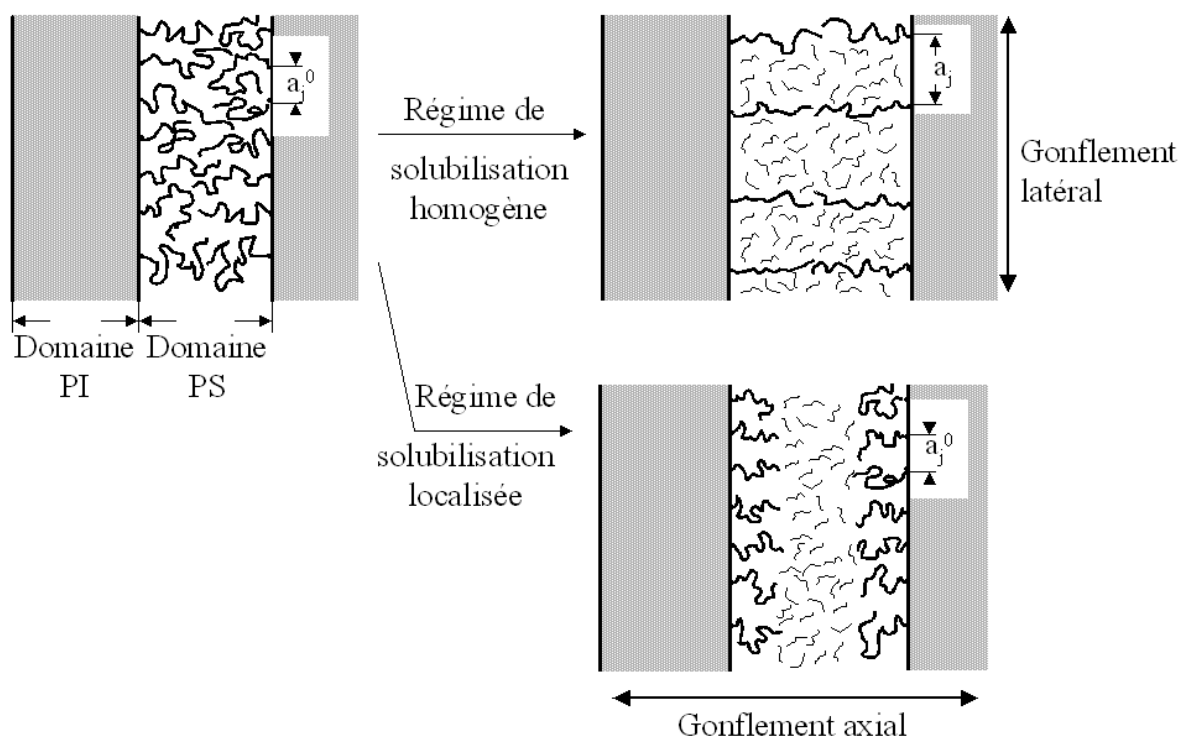 a_j^0
Domaine
PI
Domaine
PS
Régime de
solubilisation
homogène
a_j
Gonflement
latéral
Régime de
solubilisation
localisée
a_j^0
Gonflement axial